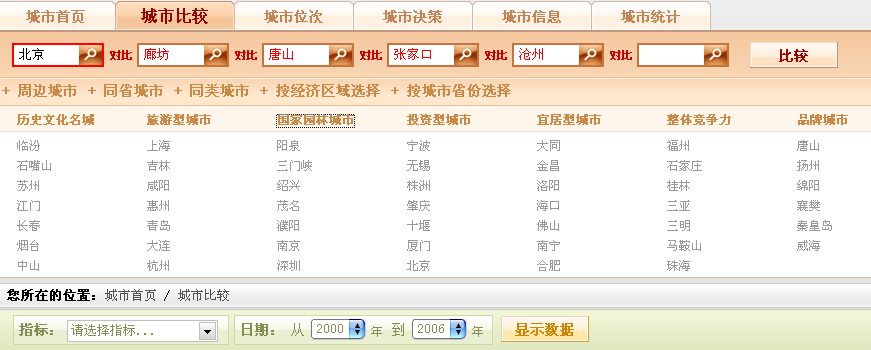 城市首页 城市比较 城市位次 城市决策 城市信息 城市统计
北京 对比 廊坊 对比 唐山 对比 张家口 对比 沧州 对比 比较
+ 周边城市 + 同省城市 + 同类城市 + 按经济区域选择 + 按城市省份选择
历史文化名城 旅游型城市 国家园林城市 投资型城市 宜居型城市 整体竞争力 品牌城市
临汾 上海 阳泉 宁波 大同 福州 唐山
石嘴山 吉林 三门峡 无锡 金昌 石家庄 扬州
苏州 咸阳 绍兴 株洲 洛阳 桂林 绵阳
江门 惠州 茂名 肇庆 海口 三亚 襄樊
长春 青岛 濮阳 十堰 佛山 三明 秦皇岛
烟台 大连 南京 厦门 南宁 马鞍山 威海
中山 杭州 深圳 北京 合肥 珠海
您所在的位置：城市首页 / 城市比较
指标： 请选择指标... 日期： 从 2000 年 到 2006 年 显示数据